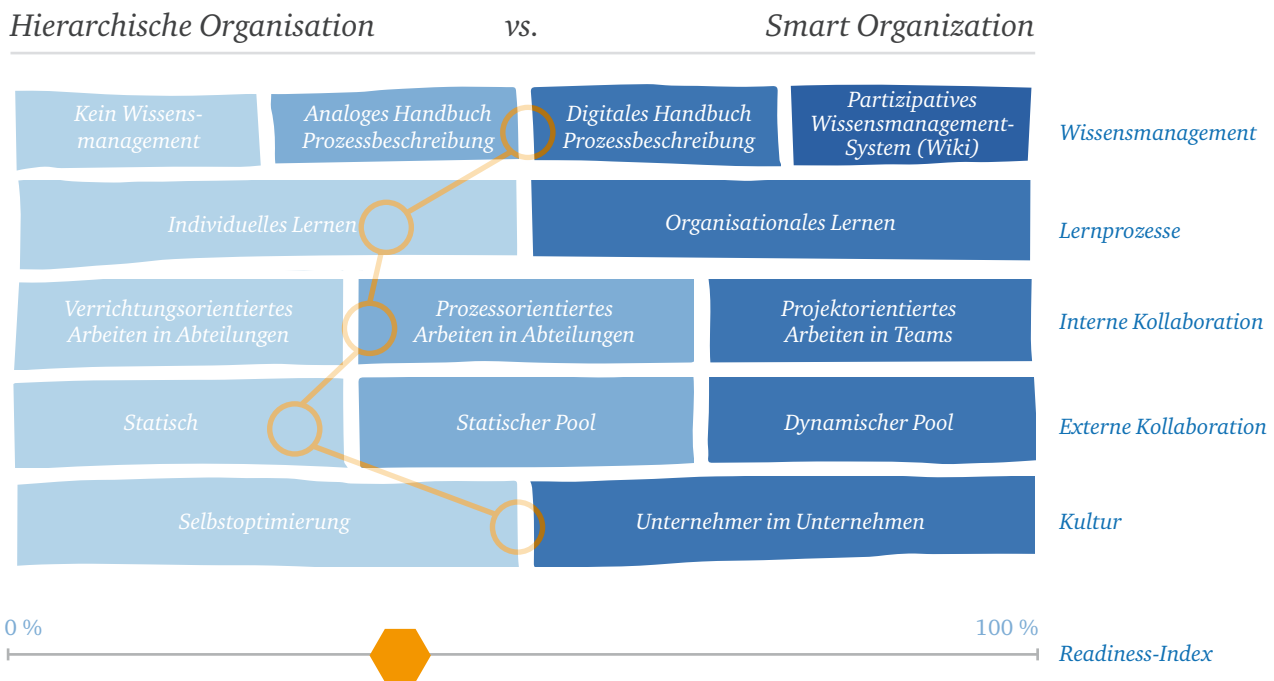 Hierarchische Organisation vs. Smart Organization
Kein Wissens-
management
Analoges Handbuch
Prozessbeschreibung
Digitales Handbuch
Prozessbeschreibung
Partizipatives
Wissensmanagement-
System (Wiki)
Wissensmanagement
Individuelles Lernen
Organisationales Lernen
Lernprozesse
Verrichtungsorientiertes
Arbeiten in Abteilungen
Prozessorientiertes
Arbeiten in Abteilungen
Projektorientiertes
Arbeiten in Teams
Interne Kollaboration
Statisch
Statischer Pool
Dynamischer Pool
Externe Kollaboration
Selbstoptimierung
Unternehmer im Unternehmen
Kultur
0 %
100 %
Readiness-Index